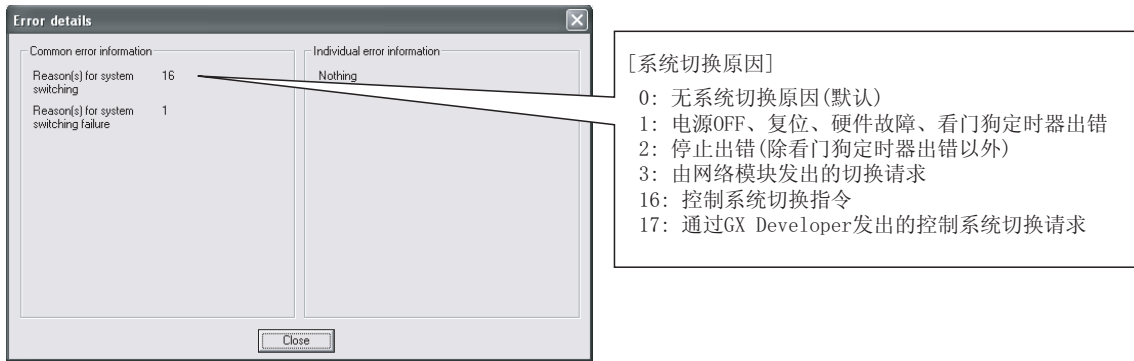 Error details
Common error information
Reason(s) for system switching 16
Reason(s) for system switching failure 1
Individual error information
Nothing
Close
[系统切换原因]
0: 无系统切换原因(默认)
1: 电源OFF、复位、硬件故障、看门狗定时器出错
2: 停止出错(除看门狗定时器出错以外)
3: 由网络模块发出的切换请求
16: 控制系统切换指令
17: 通过GX Developer发出的控制系统切换请求